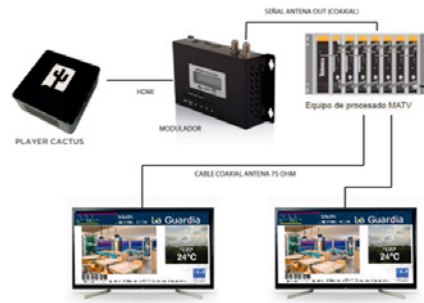 SEÑAL ANTENA OUT (COAXIAL)
HDMI
Equipo de procesado MATV
MODULADOR
PLAYER CACTUS
CABLE COAXIAL ANTENA 75 OHM
La Guardia
24°C
La Guardia
24°C